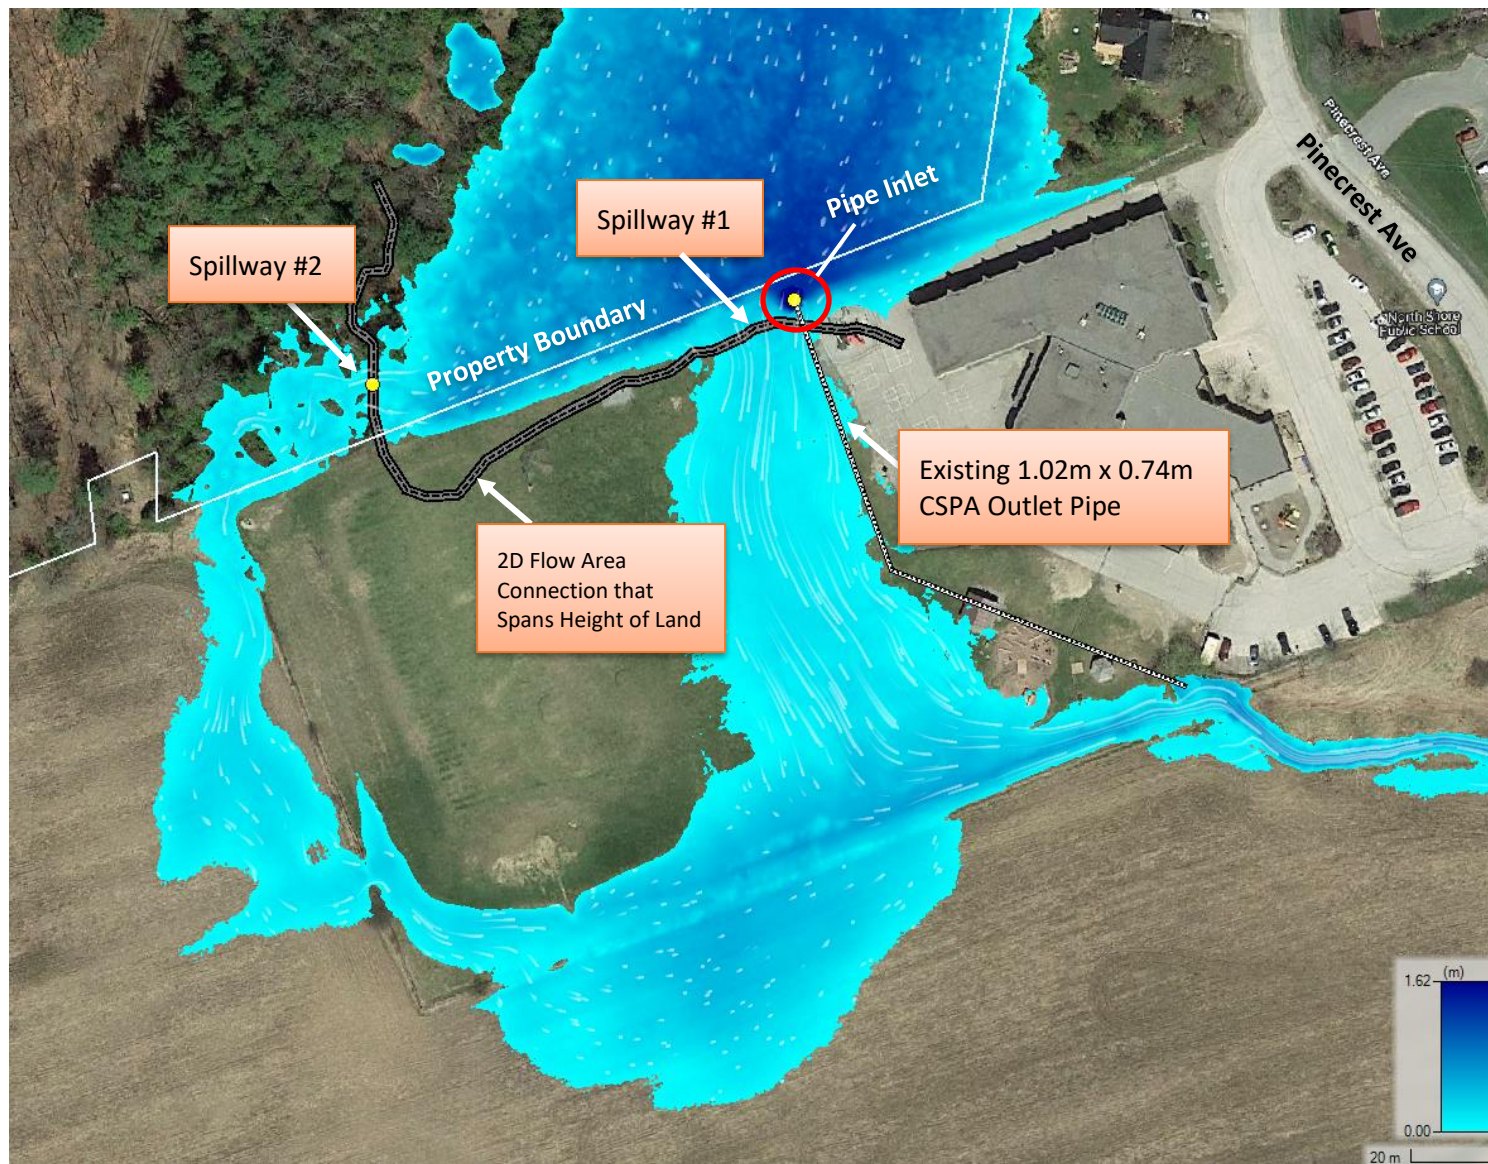 Pinecrest Ave
Pinecrest Ave
Pipe Inlet
Spillway #1
Spillway #2
Property Boundary
North Shore
Public School
Existing 1.02m x 0.74m
CSPA Outlet Pipe
2D Flow Area
Connection that
Spans Height of Land
(m)
1.62
0.00
20 m